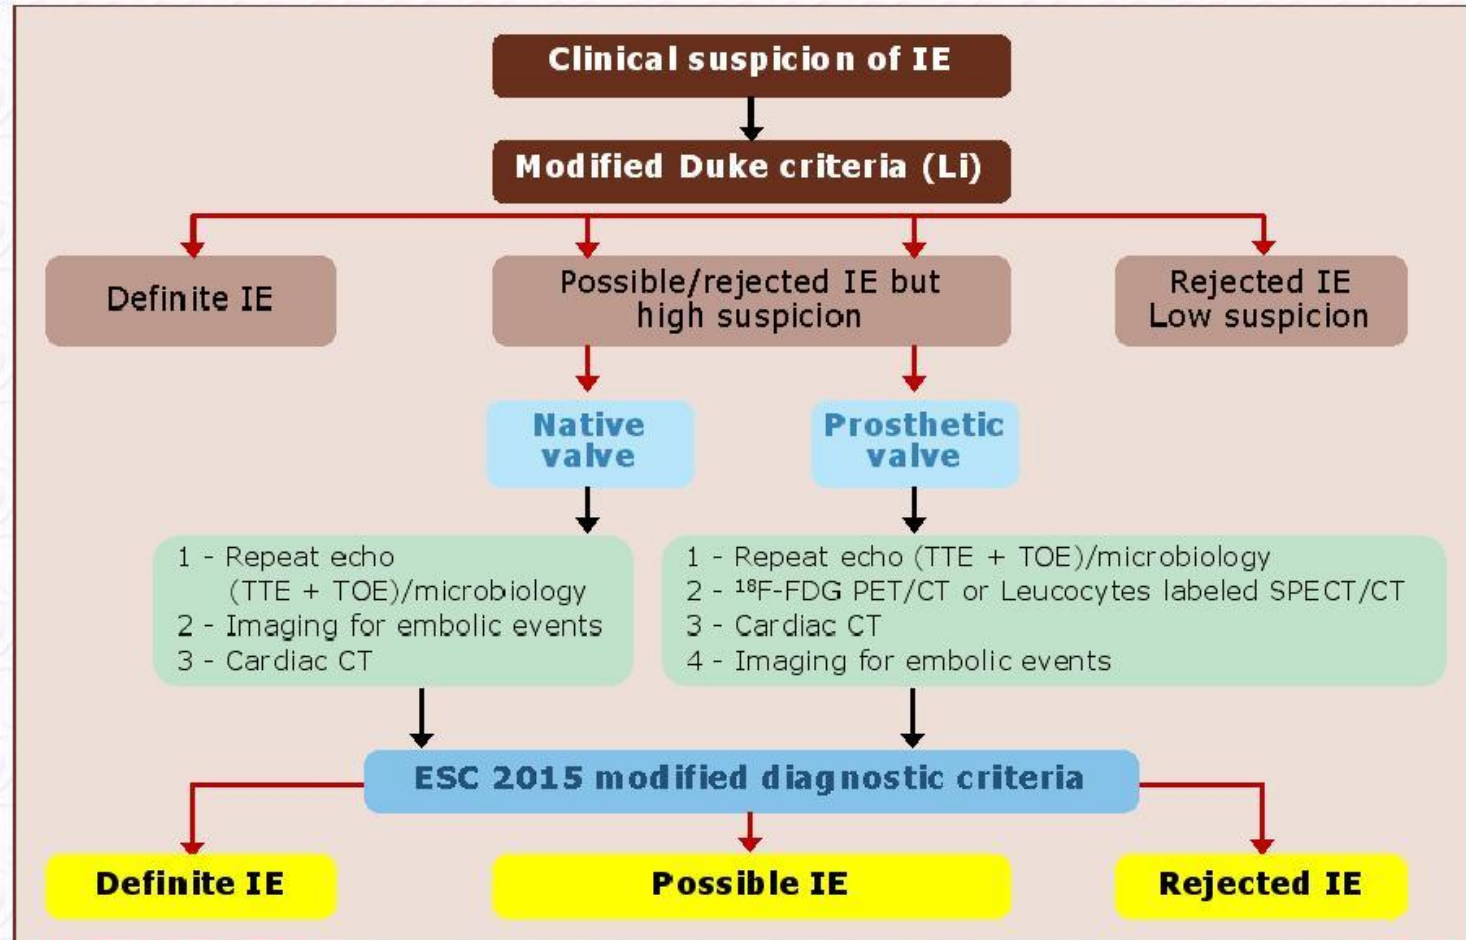 Clinical suspicion of IE
Modified Duke criteria (Li)
Definite IE
Possible/rejected IE but
high suspicion
Rejected IE
Low suspicion
Native
valve
Prosthetic
valve
1 - Repeat echo
(TTE + TOE)/microbiology
2 - Imaging for embolic events
3 - Cardiac CT
1 - Repeat echo (TTE + TOE)/microbiology
2 - ¹⁸F-FDG PET/CT or Leucocytes labeled SPECT/CT
3 - Cardiac CT
4 - Imaging for embolic events
ESC 2015 modified diagnostic criteria
Definite IE
Possible IE
Rejected IE